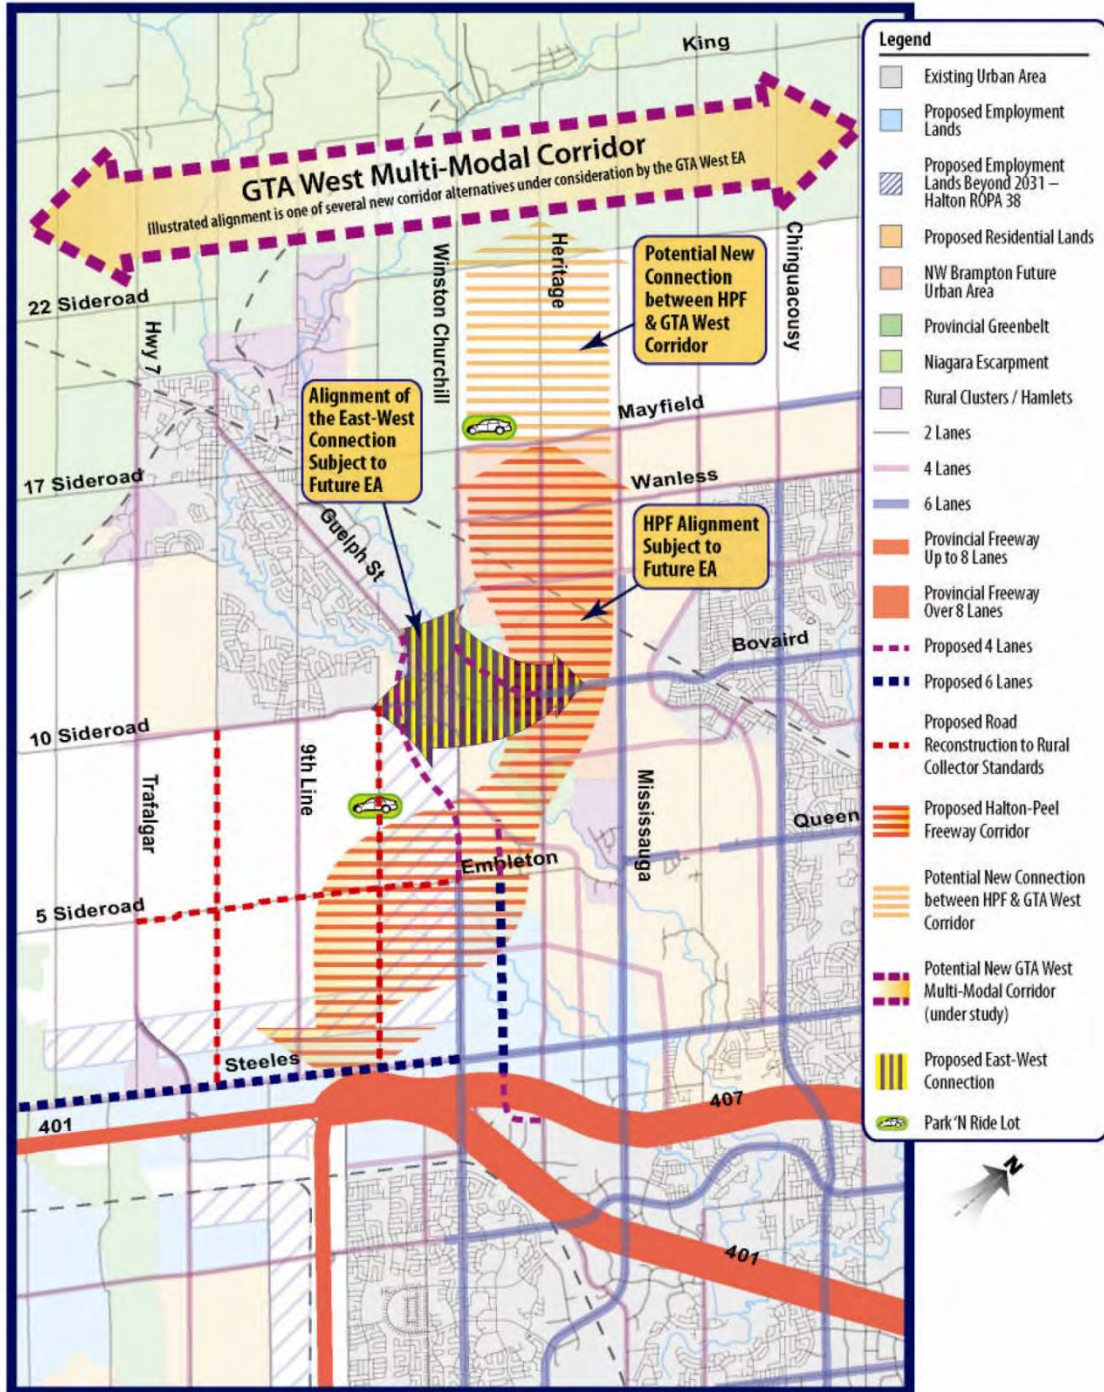 King
GTA West Multi-Modal Corridor
Illustrated alignment is one of several new corridor alternatives under consideration by the GTA West EA
22 Sideroad
Hwy 7
Winston Churchill
Heritage
Chinguacousy
Potential New
Connection
between HPF
& GTA West
Corridor
Alignment of
the East-West
Connection
Subject to
Future EA
Mayfield
17 Sideroad
Wanless
Guelph St
HPF Alignment
Subject to
Future EA
Bovaird
10 Sideroad
Trafalgar
9th Line
Mississauga
Queen
Embleton
5 Sideroad
Steeles
401
407
401
Legend
Existing Urban Area
Proposed Employment
Lands
Proposed Employment
Lands Beyond 2031 –
Halton ROPA 38
Proposed Residential Lands
NW Brampton Future
Urban Area
Provincial Greenbelt
Niagara Escarpment
Rural Clusters / Hamlets
2 Lanes
4 Lanes
6 Lanes
Provincial Freeway
Up to 8 Lanes
Provincial Freeway
Over 8 Lanes
Proposed 4 Lanes
Proposed 6 Lanes
Proposed Road
Reconstruction to Rural
Collector Standards
Proposed Halton-Peel
Freeway Corridor
Potential New Connection
between HPF & GTA West
Corridor
Potential New GTA West
Multi-Modal Corridor
(under study)
Proposed East-West
Connection
Park 'N Ride Lot
N